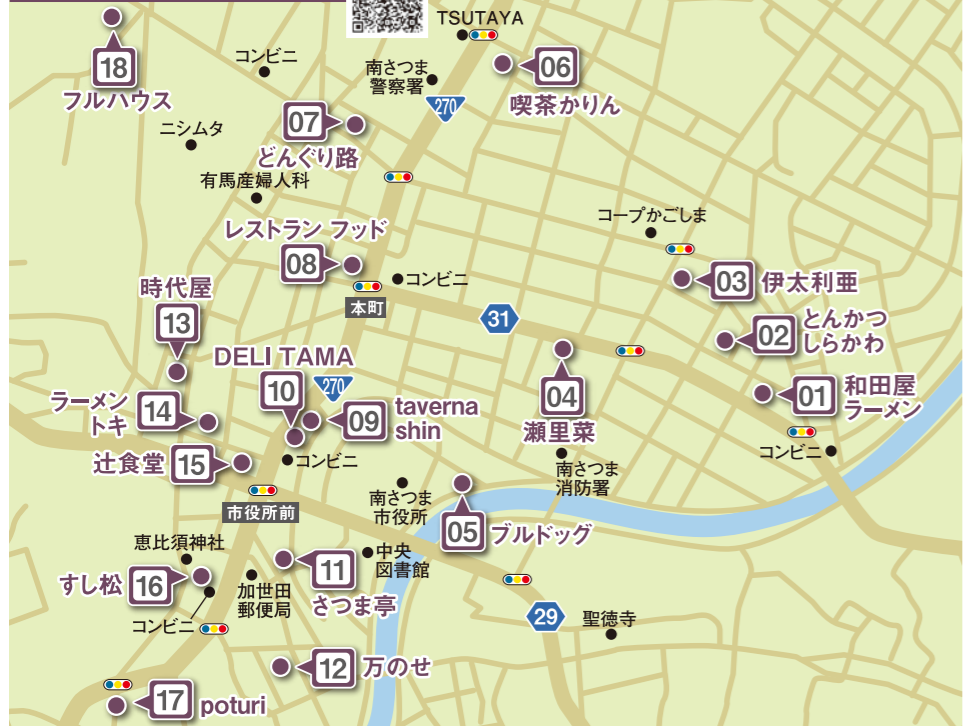 TSUTAYA
18
フルハウス
コンビニ
南さつま
警察署
06
喫茶かりん
270
07
どんぐり路
ニシムタ
有馬産婦人科
レストラン フッド
08
コンビニ
本町
コープかごしま
03
伊太利亜
31
02
とんかつ
しらかわ
時代屋
13
DELI TAMA
10
270
09
taverna
shin
04
瀬里菜
01
和田屋
ラーメン
コンビニ
ラーメン
トキ
14
辻食堂
15
コンビニ
市役所前
南さつま
市役所
南さつま
消防署
05
ブルドッグ
恵比須神社
すし松
16
コンビニ
加世田
郵便局
11
さつま亭
中央
図書館
29
聖徳寺
12
万のせ
17
poturi